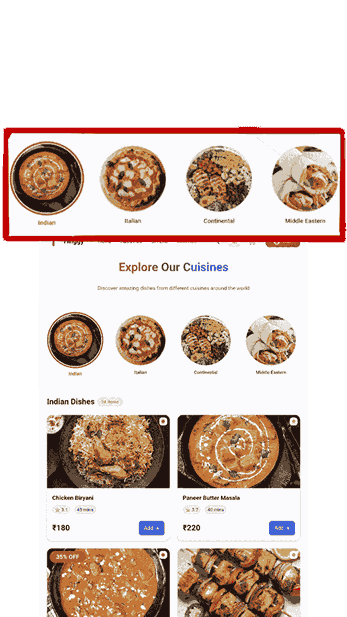 Indian
Italian
Continental
Middle Eastern
Explore Our Cuisines
Discover amazing dishes from different cuisines around the world
Indian
Italian
Continental
Middle Eastern
Indian Dishes
Chicken Biryani
3.1
45 mins
₹180
Add +
Paneer Butter Masala
3.7
40 mins
₹220
Add +
35% OFF